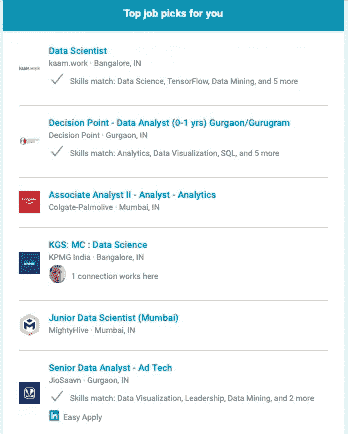 Top job picks for you
Data Scientist
kaam.work · Bangalore, IN
Skills match: Data Science, TensorFlow, Data Mining, and 5 more
Decision Point - Data Analyst (0-1 yrs) Gurgaon/Gurugram
Decision Point · Gurgaon, IN
Skills match: Analytics, Data Visualization, SQL, and 5 more
Associate Analyst II - Analyst - Analytics
Colgate-Palmolive · Mumbai, IN
KGS: MC : Data Science
KPMG India · Bangalore, IN
1 connection works here
Junior Data Scientist (Mumbai)
MightyHive · Mumbai, IN
Senior Data Analyst - Ad Tech
JioSaavn · Gurgaon, IN
Skills match: Data Visualization, Leadership, Data Mining, and 2 more
in Easy Apply